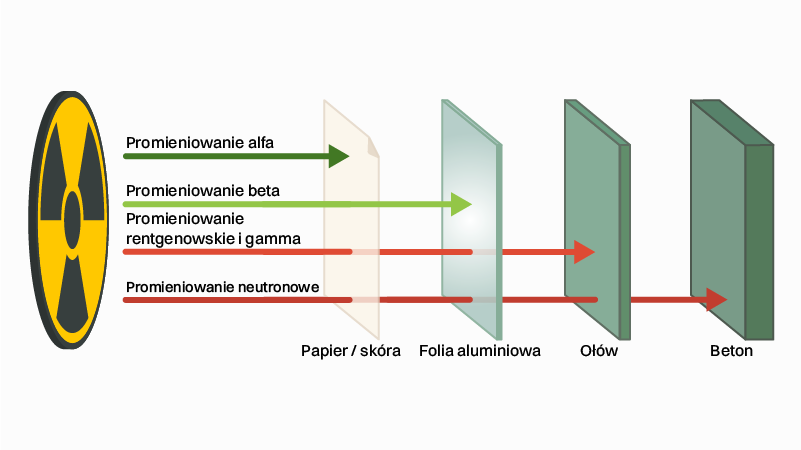 Promieniowanie alfa
Promieniowanie beta
Promieniowanie
rentgenowskie i gamma
Promieniowanie neutronowe
Papier / skóra
Folia aluminiowa
Ołów
Beton